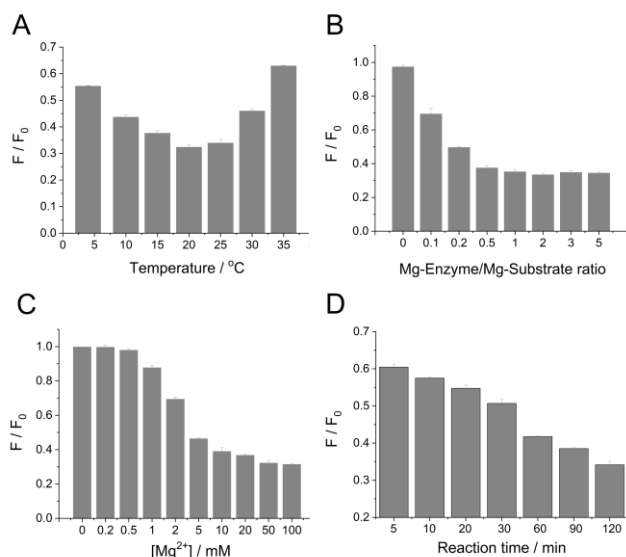 A
F / F0
0.7
0.6
0.5
0.4
0.3
0.2
0.1
0.0
0 5 10 15 20 25 30 35
Temperature / °C
B
F / F0
1.0
0.8
0.6
0.4
0.2
0.0
0 0.1 0.2 0.5 1 2 3 5
Mg-Enzyme/Mg-Substrate ratio
C
F / F0
1.0
0.8
0.6
0.4
0.2
0.0
0 0.2 0.5 1 2 5 10 20 50 100
[Mg2+] / mM
D
F / F0
0.7
0.6
0.5
0.4
0.3
0.2
5 10 20 30 60 90 120
Reaction time / min